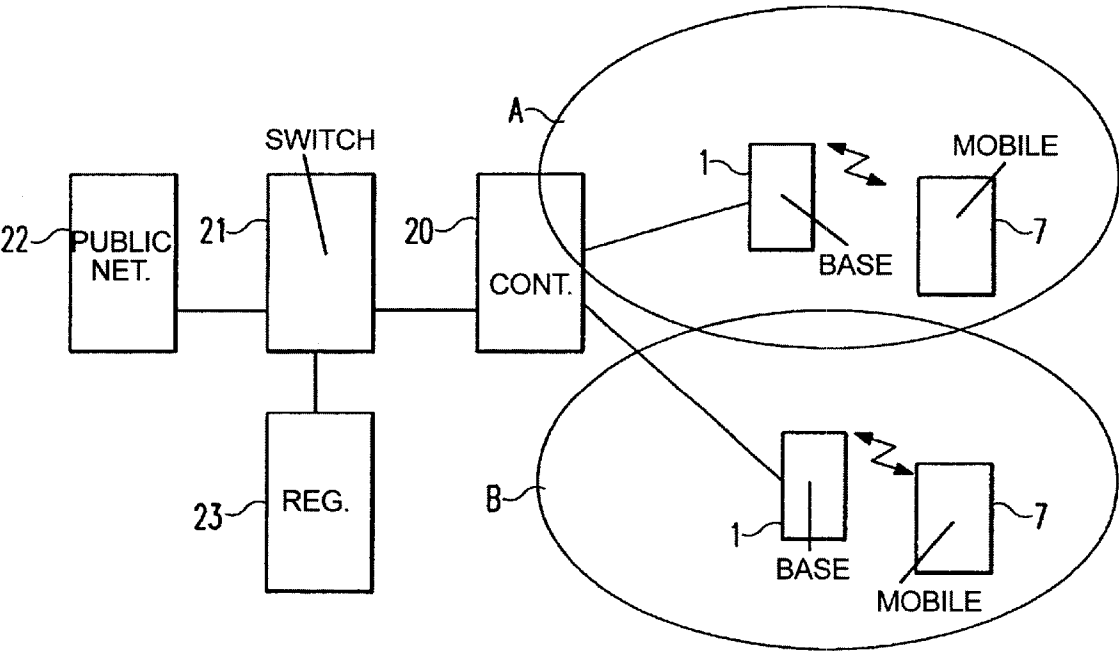 A
SWITCH
1
MOBILE
22
PUBLIC
NET.
21
20
CONT.
7
BASE
23
REG.
B
1
7
BASE
MOBILE